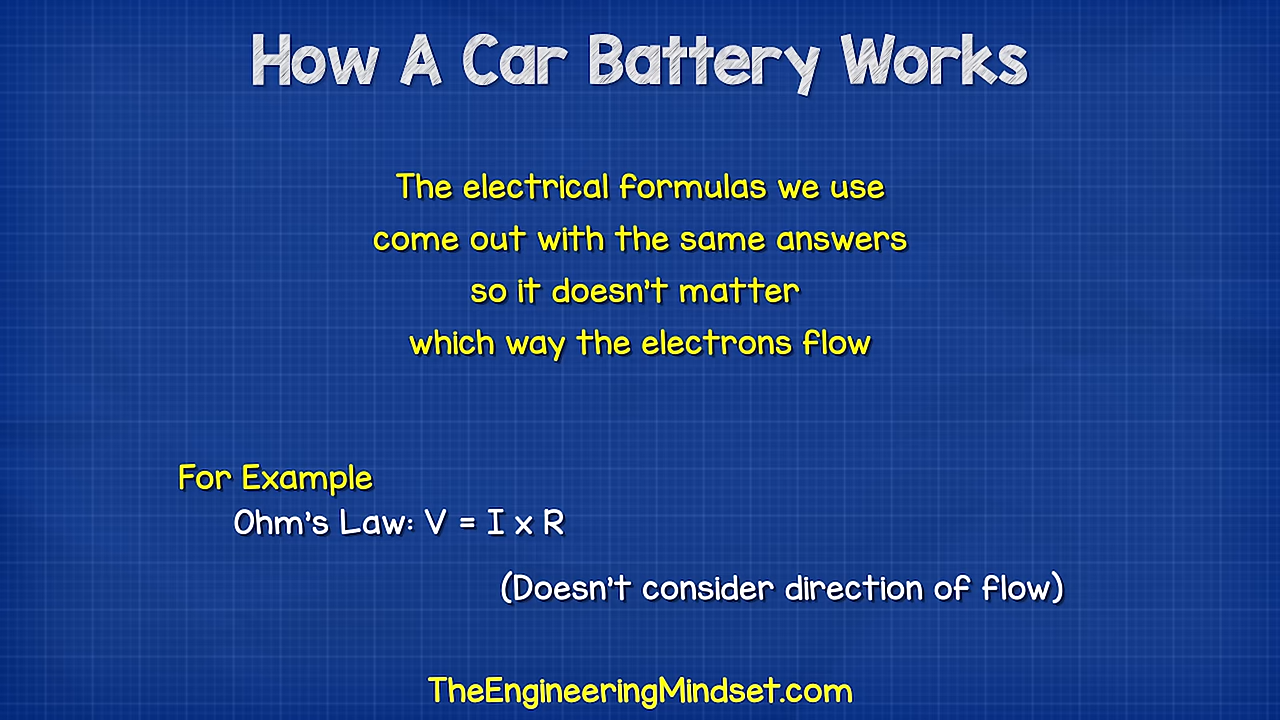 How A Car Battery Works
The electrical formulas we use
come out with the same answers
so it doesn't matter
which way the electrons flow
For Example
Ohm's Law: V = I x R
(Doesn't consider direction of flow)
TheEngineeringMindset.com